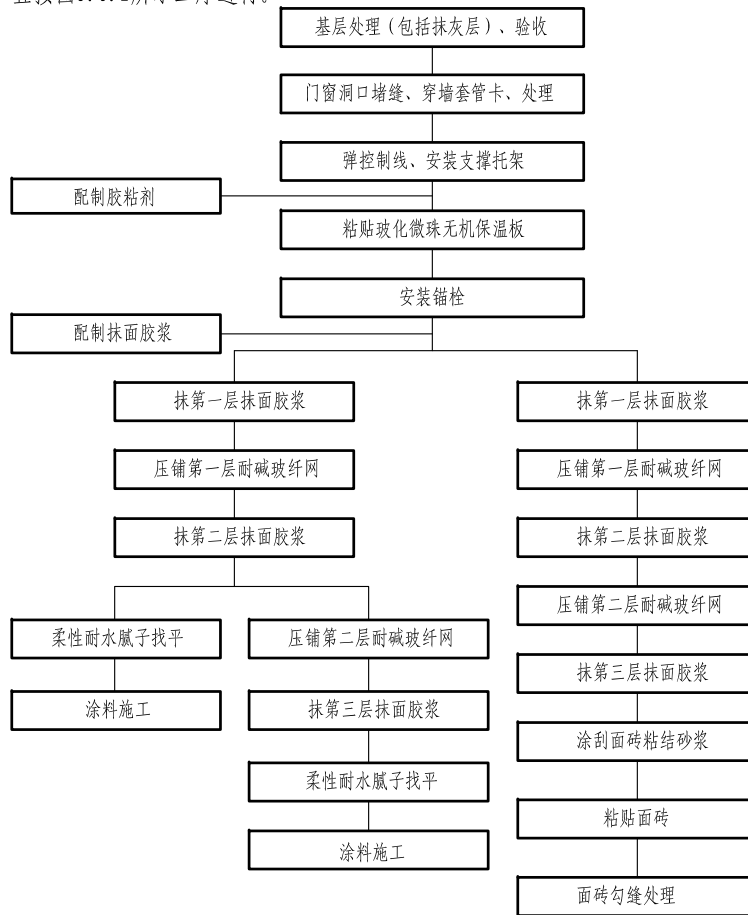 基层处理(包括抹灰层)、验收
门窗洞口堵缝、穿墙套管卡、处理
弹控制线、安装支撑托架
配制胶粘剂
粘贴玻化微珠无机保温板
安装锚栓
配制抹面胶浆
抹第一层抹面胶浆
压铺第一层耐碱玻纤网
抹第二层抹面胶浆
柔性耐水腻子找平
涂料施工
压铺第二层耐碱玻纤网
抹第三层抹面胶浆
柔性耐水腻子找平
涂料施工
抹第一层抹面胶浆
压铺第一层耐碱玻纤网
抹第二层抹面胶浆
压铺第二层耐碱玻纤网
抹第三层抹面胶浆
涂刮面砖粘结砂浆
粘贴面砖
面砖勾缝处理